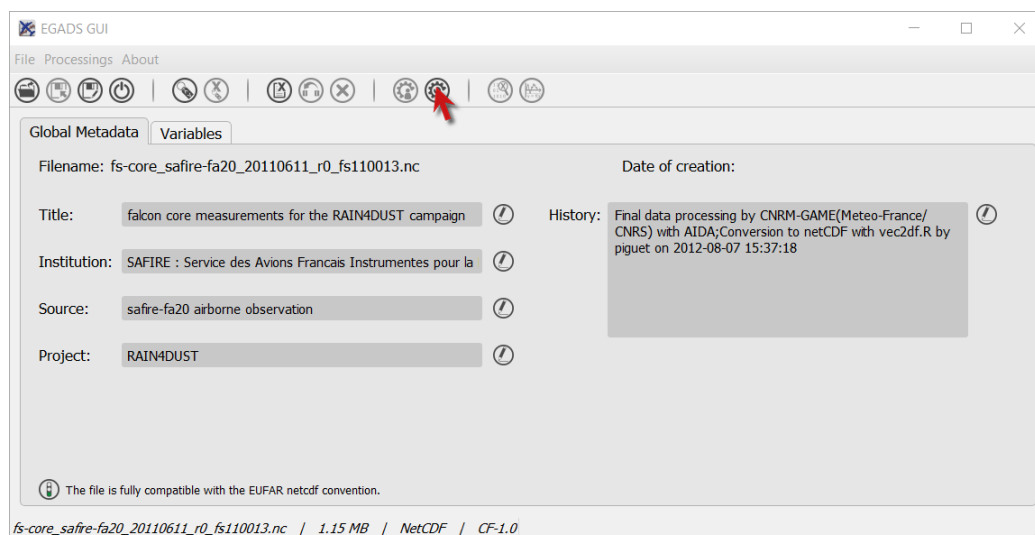 EGADS GUI
File Processings About
Global Metadata Variables
Filename: fs-core_safire-fa20_20110611_r0_fs110013.nc Date of creation:
Title: falcon core measurements for the RAIN4DUST campaign
History: Final data processing by CNRM-GAME(Meteo-France/
CNRS) with AIDA;Conversion to netCDF with vec2df.R by
piguet on 2012-08-07 15:37:18
Institution: SAFIRE : Service des Avions Francais Instrumentes pour la
Source: safire-fa20 airborne observation
Project: RAIN4DUST
The file is fully compatible with the EUFAR netcdf convention.
fs-core_safire-fa20_20110611_r0_fs110013.nc | 1.15 MB | NetCDF | CF-1.0